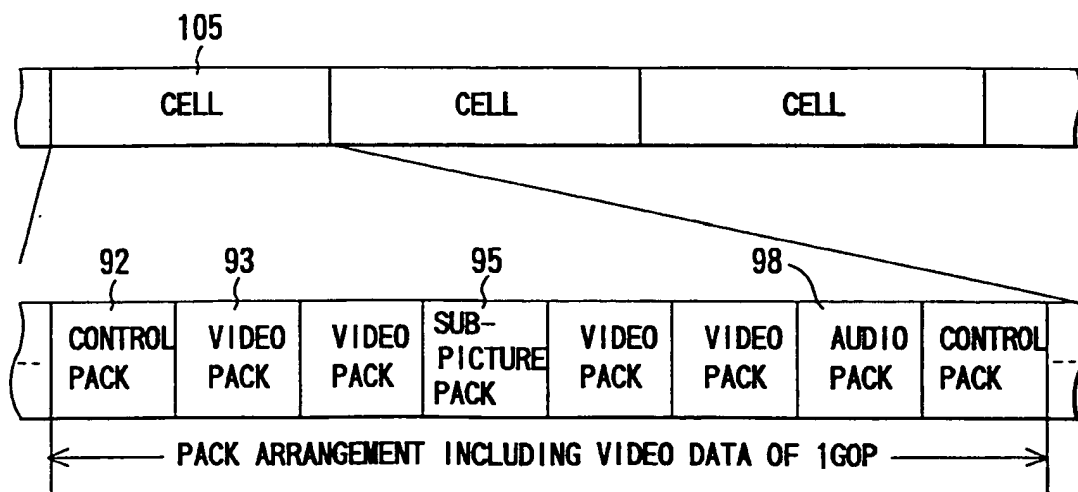 105
CELL CELL CELL
92 93 95 98
CONTROL PACK VIDEO PACK VIDEO PACK SUB-PICTURE PACK VIDEO PACK VIDEO PACK AUDIO PACK CONTROL PACK
PACK ARRANGEMENT INCLUDING VIDEO DATA OF 1GOP